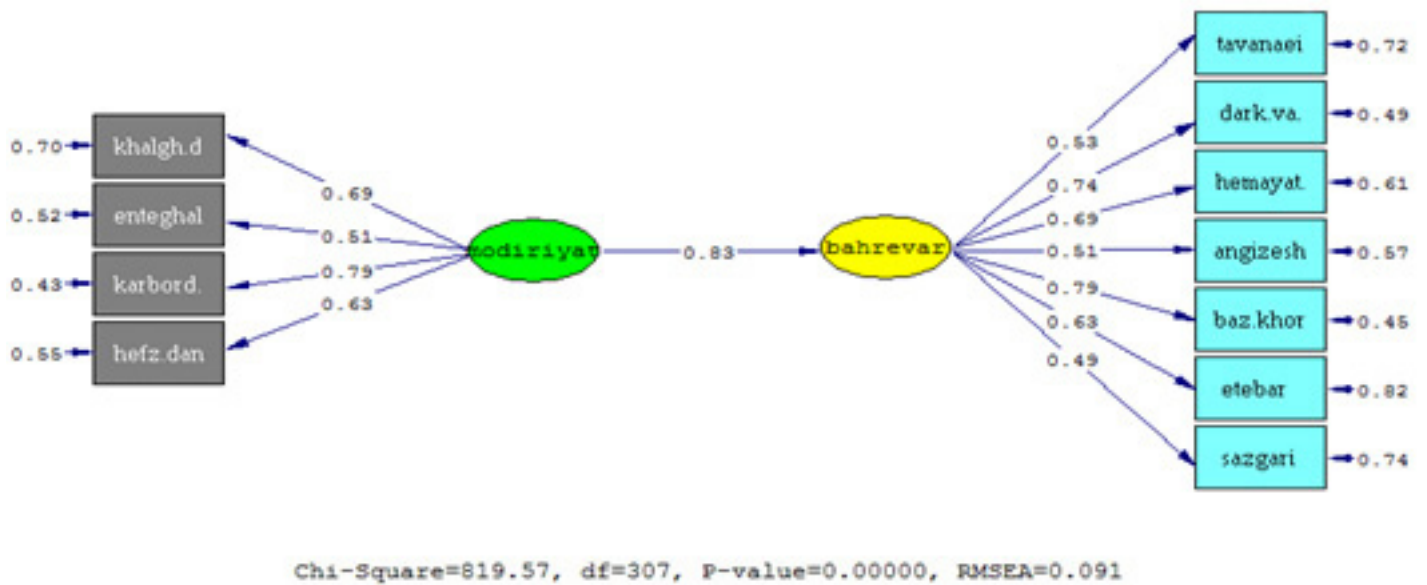 tavanaei
0.72
dark.va.
0.49
hemayat.
0.61
angizesh
0.57
baz.khor
0.45
etebar
0.82
sazgari
0.74
0.70
khalgh.d
0.52
enteghal
0.43
karbord.
0.55
hefz.dan
0.69
0.51
0.79
0.63
modiriyat
0.83
bahrevar
0.53
0.74
0.69
0.51
0.79
0.63
0.49
Chi-Square=819.57, df=307, P-value=0.00000, RMSEA=0.091